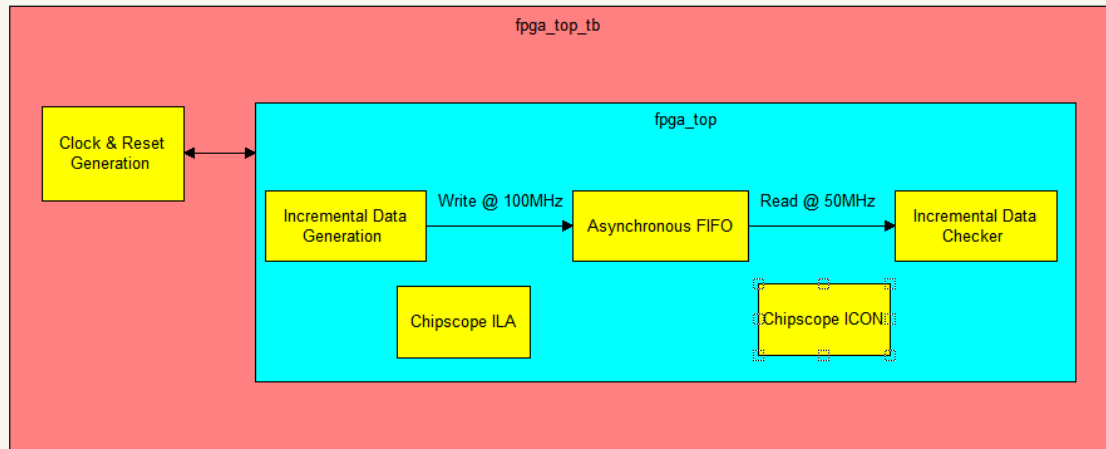 fpga_top_tb
Clock & Reset
Generation
fpga_top
Incremental Data
Generation
Write @ 100MHz
Asynchronous FIFO
Read @ 50MHz
Incremental Data
Checker
Chipscope ILA
Chipscope ICON